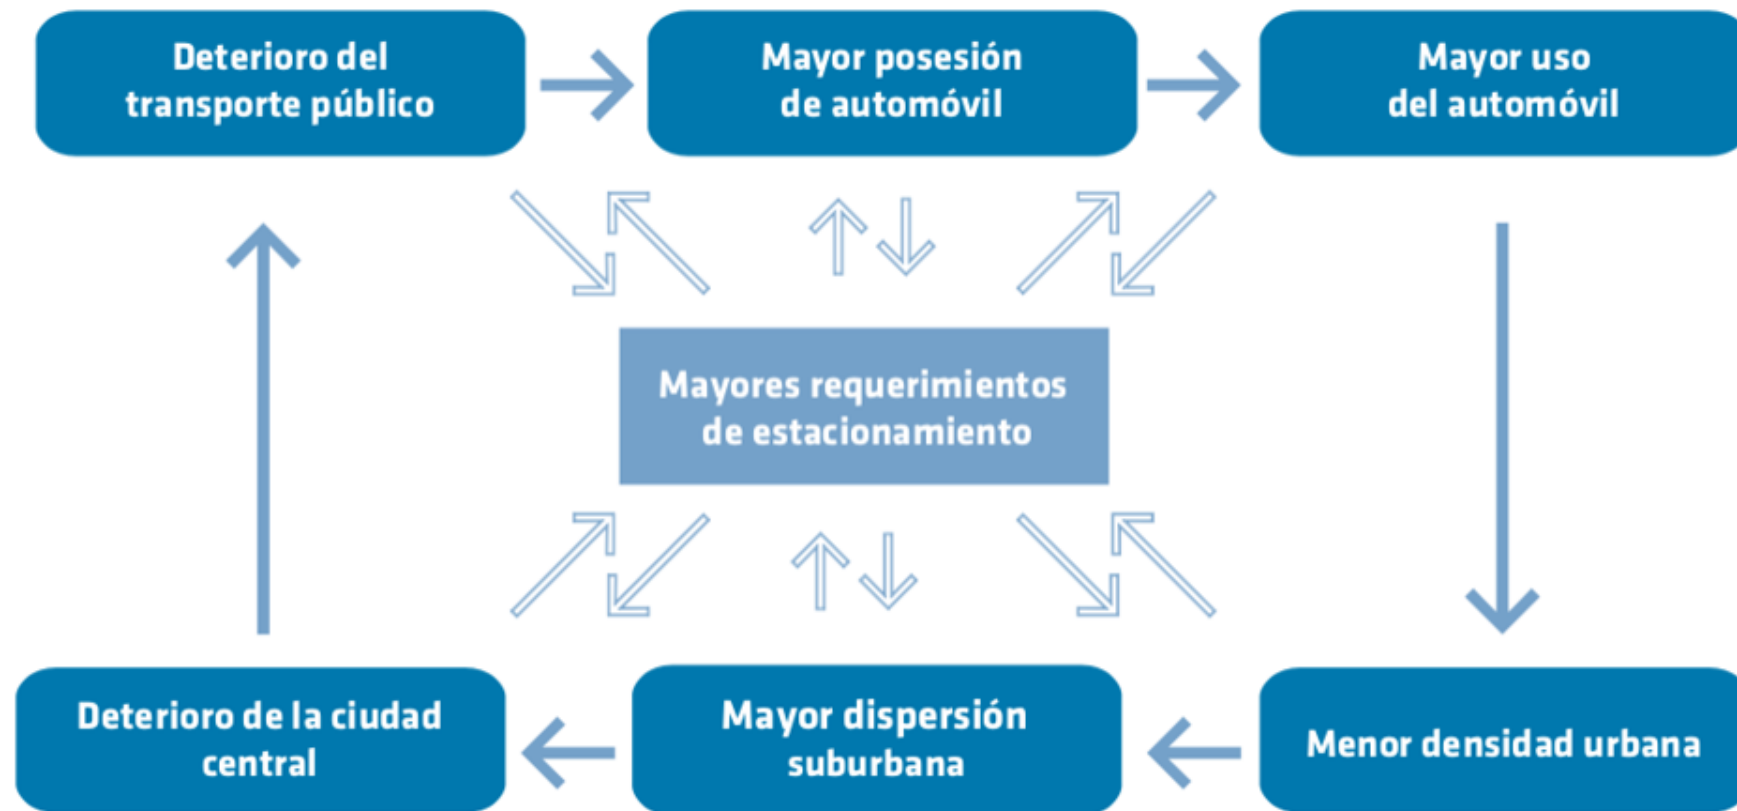 Deterioro del
transporte público
Mayor posesión
de automóvil
Mayor uso
del automóvil
Mayores requerimientos
de estacionamiento
Deterioro de la ciudad
central
Mayor dispersión
suburbana
Menor densidad urbana